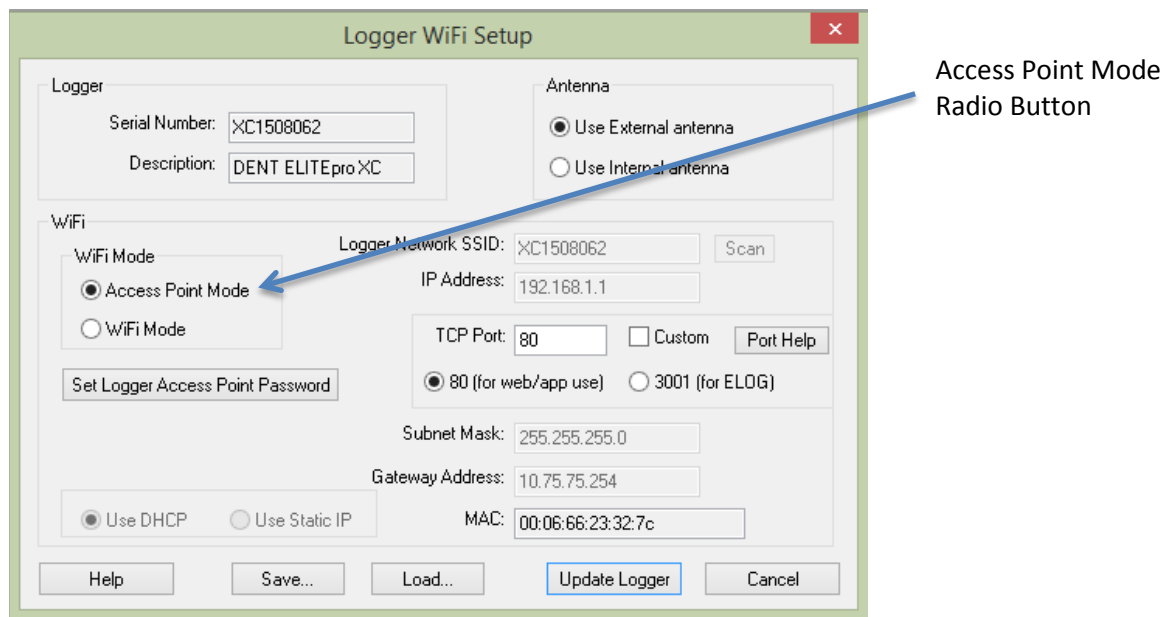 Logger WiFi Setup
×
Access Point Mode
Radio Button
Logger
Serial Number: XC1508062
Description: DENT ELITEpro XC
Antenna
Use External antenna
Use Internal antenna
WiFi
WiFi Mode
Access Point Mode
WiFi Mode
Set Logger Access Point Password
Logger Network SSID: XC1508062 Scan
IP Address: 192.168.1.1
TCP Port: 80 Custom Port Help
80 (for web/app use) 3001 (for ELOG)
Subnet Mask: 255.255.255.0
Gateway Address: 10.75.75.254
Use DHCP Use Static IP
MAC: 00:06:66:23:32:7c
Help Save... Load... Update Logger Cancel